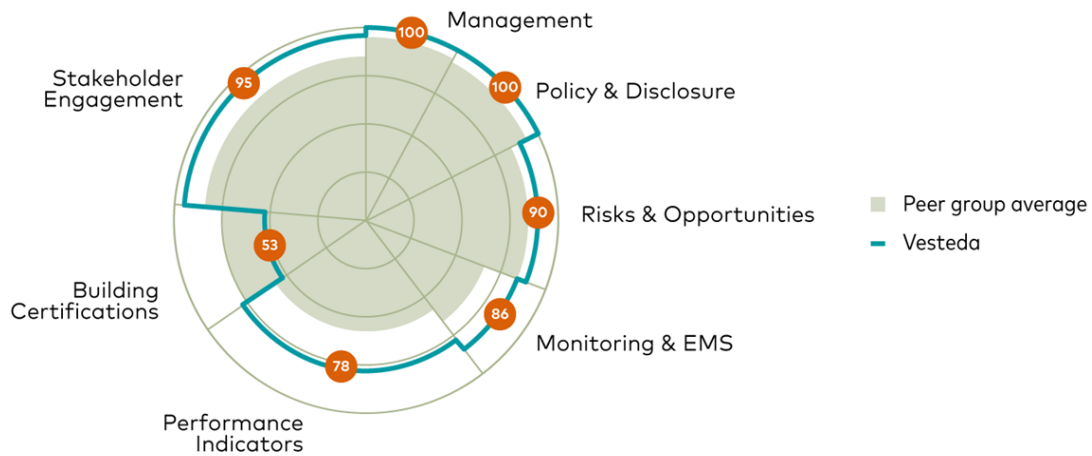 100
Management
100
Policy & Disclosure
90
Risks & Opportunities
86
Monitoring & EMS
78
Performance
Indicators
53
Building
Certifications
95
Stakeholder
Engagement
Peer group average
Vesteda